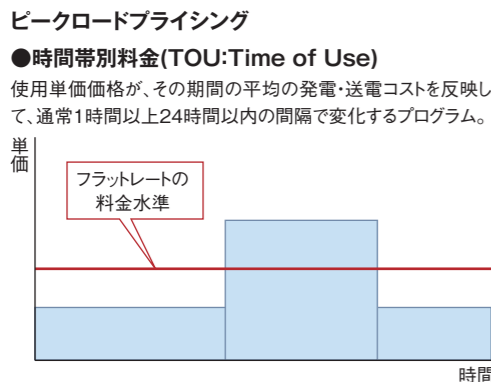 ピークロードプライシング
●時間帯別料金(TOU:Time of Use)
使用単価価格が、その期間の平均の発電・送電コストを反映し
て、通常1時間以上24時間以内の間隔で変化するプログラム。
単価
フラットレートの
料金水準
時間